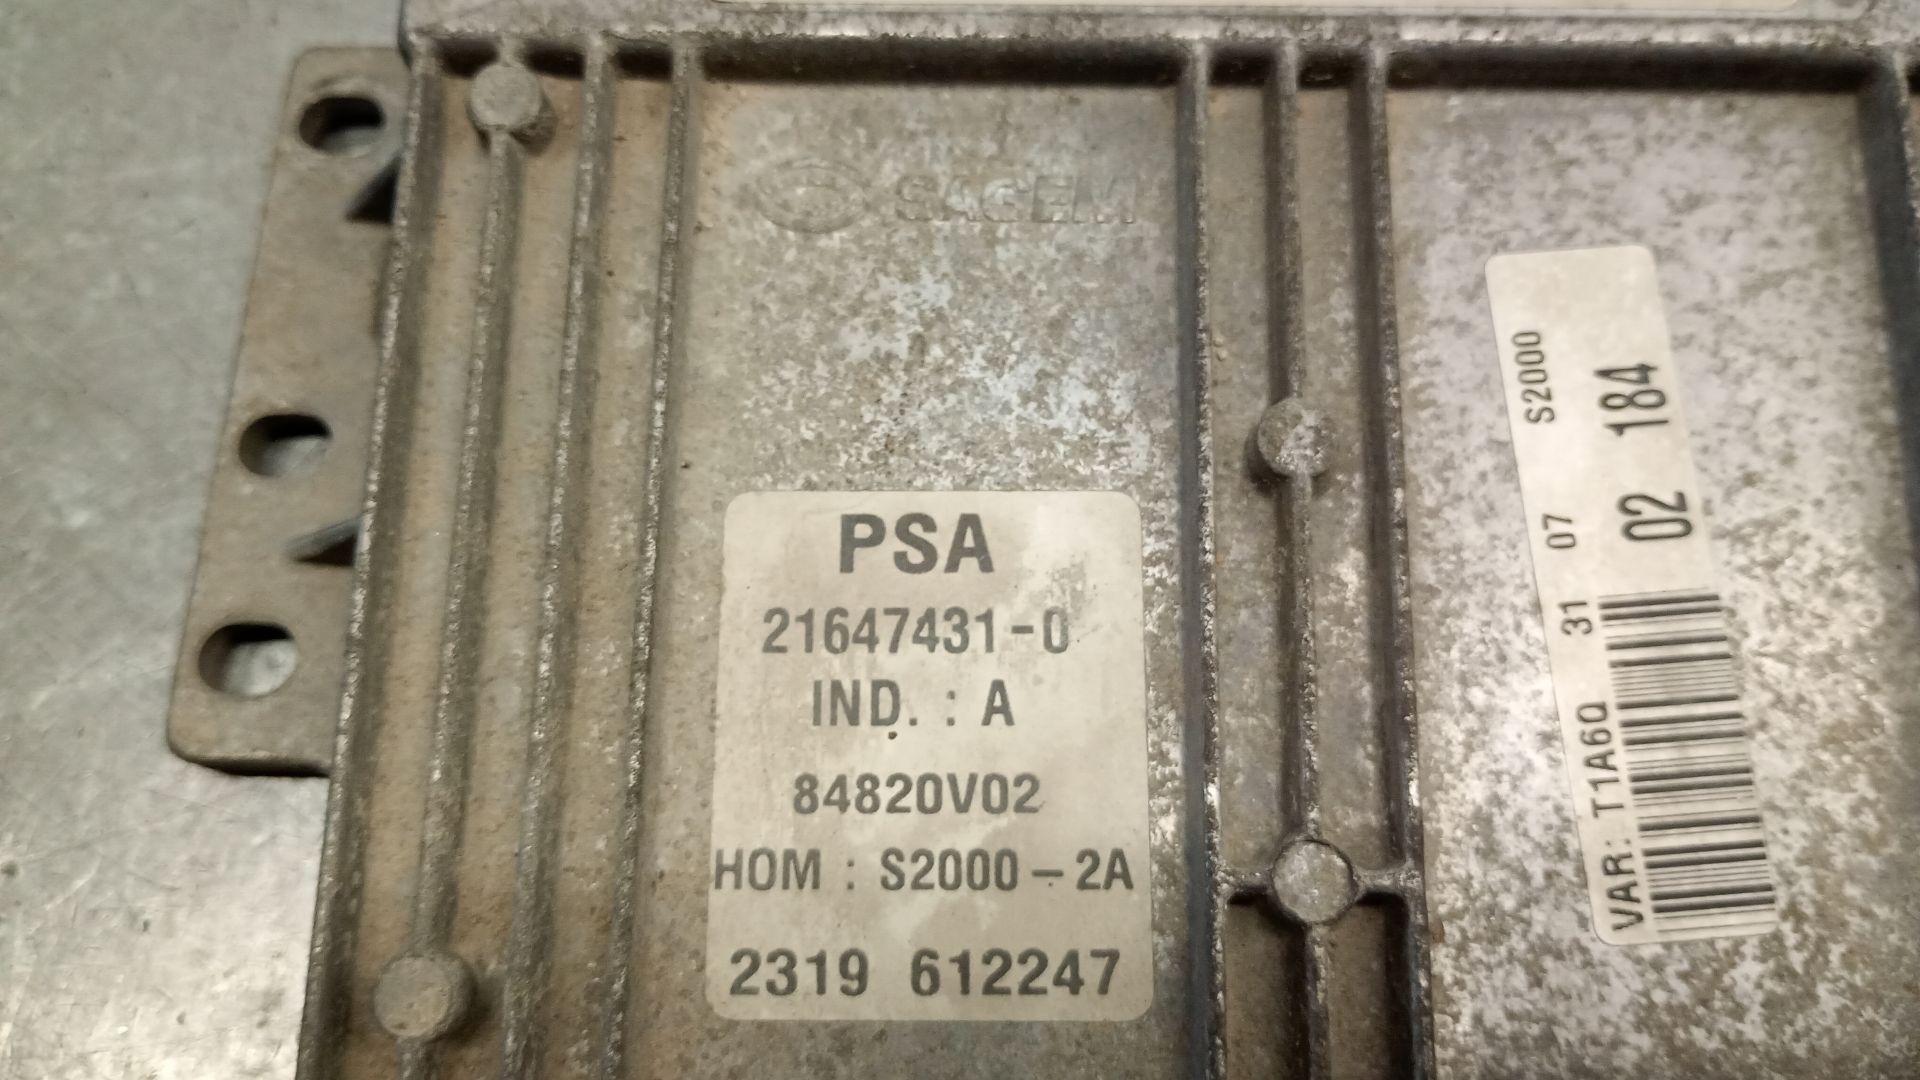 SAGEM
PSA
21647431-0
IND. : A
84820V02
HOM : S2000-2A
2319 612247
VAR: T1A6Q 31 07 S2000
02 184